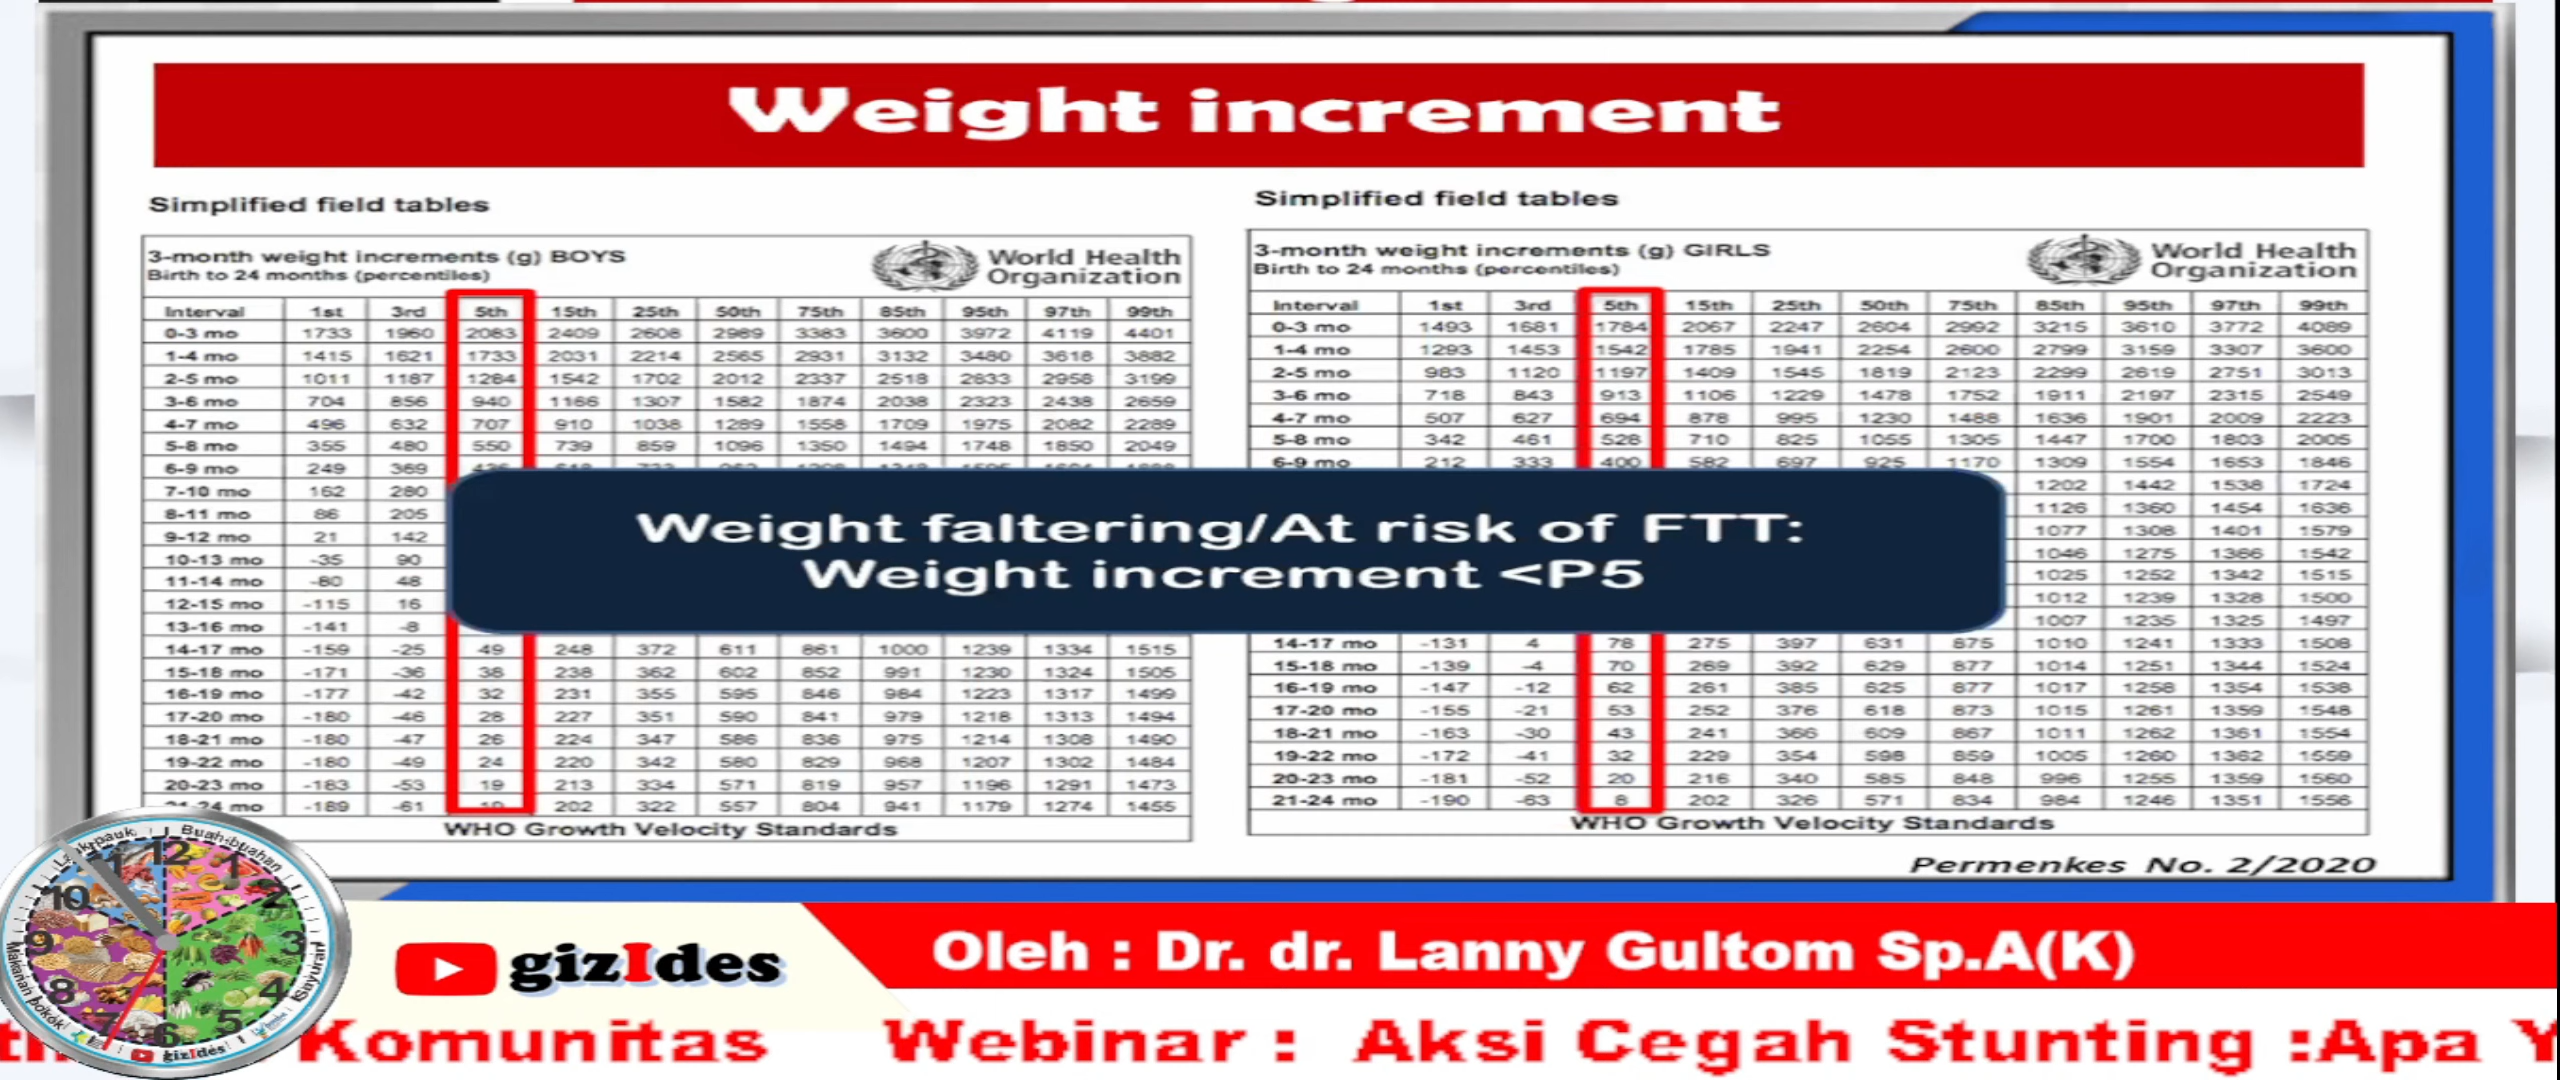 Weight increment
Simplified field tables
3-month weight increments (g) BOYS
Birth to 24 months (percentiles)
World Health
Organization
Interval 1st 3rd 5th 15th 25th 50th 75th 85th 95th 97th 99th
0-3 mo 1733 1960 2083 2409 2608 2989 3383 3600 3972 4119 4401
1-4 mo 1415 1621 1733 2031 2214 2565 2931 3132 3480 3618 3882
2-5 mo 1011 1187 1284 1542 1702 2012 2337 2518 2833 2958 3199
3-6 mo 704 856 940 1166 1307 1582 1874 2038 2323 2438 2659
4-7 mo 496 632 707 910 1038 1289 1558 1709 1975 2082 2289
5-8 mo 355 480 550 739 859 1096 1350 1494 1748 1850 2049
6-9 mo 249 369
7-10 mo 162 280
8-11 mo 86 205
9-12 mo 21 142
10-13 mo -35 90
11-14 mo -80 48
12-15 mo -115 16
13-16 mo -141 -8
14-17 mo -159 -25 49 248 372 611 861 1000 1239 1334 1515
15-18 mo -171 -36 38 238 362 602 852 991 1230 1324 1505
16-19 mo -177 -42 32 231 355 595 846 984 1223 1317 1499
17-20 mo -180 -46 28 227 351 590 841 979 1218 1313 1494
18-21 mo -180 -47 26 224 347 586 836 975 1214 1308 1490
19-22 mo -180 -49 24 220 342 580 829 968 1207 1302 1484
20-23 mo -183 -53 19 213 334 571 819 957 1196 1291 1473
mo -189 -61 202 322 557 804 941 1179 1274 1455
WHO Growth Velocity Standards
Simplified field tables
3-month weight increments (g) GIRLS
Birth to 24 months (percentiles)
World Health
Organization
Interval 1st 3rd 5th 15th 25th 50th 75th 85th 95th 97th 99th
0-3 mo 1493 1681 1784 2067 2247 2604 2992 3215 3610 3772 4089
1-4 mo 1293 1453 1542 1785 1941 2254 2600 2799 3159 3307 3600
2-5 mo 983 1120 1197 1409 1545 1819 2123 2299 2619 2751 3013
3-6 mo 718 843 913 1106 1229 1478 1752 1911 2197 2315 2549
4-7 mo 507 627 694 878 995 1230 1488 1636 1901 2009 2223
5-8 mo 342 461 528 710 825 1055 1305 1447 1700 1803 2005
6-9 mo 212 333 400 582 697 925 1170 1309 1554 1653 1846
1202 1442 1538 1724
1126 1360 1454 1636
1077 1308 1401 1579
1046 1275 1366 1542
1025 1252 1342 1515
1012 1239 1328 1500
1007 1235 1325 1497
14-17 mo -131 4 78 275 397 631 875 1010 1241 1333 1508
15-18 mo -139 -4 70 269 392 629 877 1014 1251 1344 1524
16-19 mo -147 -12 62 261 385 625 877 1017 1258 1354 1538
17-20 mo -155 -21 53 252 376 618 873 1015 1261 1359 1548
18-21 mo -163 -30 43 241 366 609 867 1011 1262 1361 1554
19-22 mo -172 -41 32 229 354 598 859 1005 1260 1362 1559
20-23 mo -181 -52 20 216 340 585 848 996 1255 1359 1560
21-24 mo -190 -63 8 202 326 571 834 984 1246 1351 1556
WHO Growth Velocity Standards
Weight faltering/At risk of FTT:
Weight increment <P5
Permenkes No. 2/2020
Buah-buahan
Sayuran
Makanan pokok
12 1 2 3 4 5 6 7 8 9 10 11
gizIdes
gizIdes
Oleh : Dr. dr. Lanny Gultom Sp.A(K)
Komunitas Webinar : Aksi Cegah Stunting :Apa Y